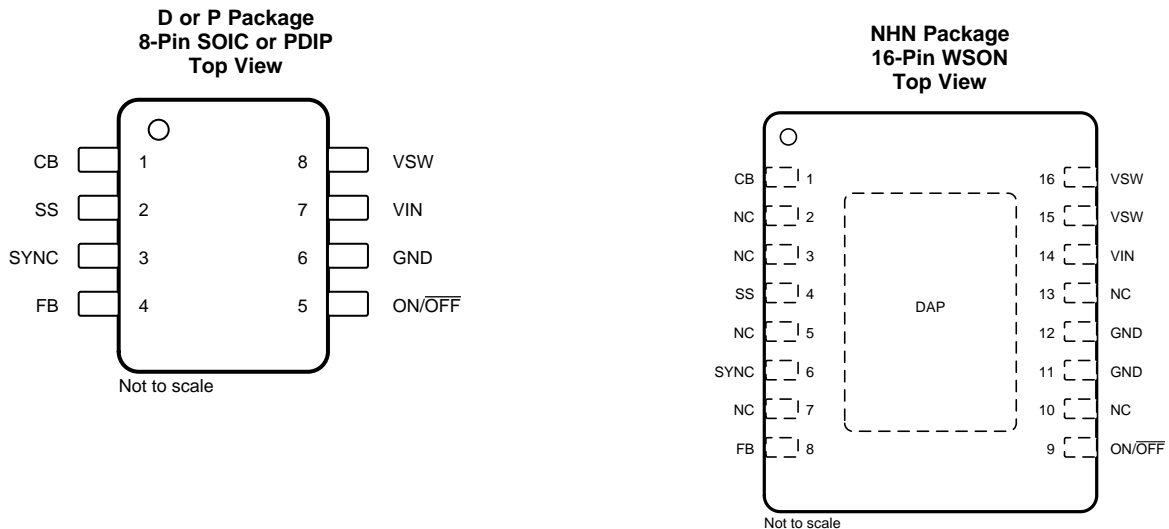 D or P Package
8-Pin SOIC or PDIP
Top View
CB 1 8 VSW
SS 2 7 VIN
SYNC 3 6 GND
FB 4 5 ON/OFF
Not to scale
NHN Package
16-Pin WSON
Top View
CB 1 16 VSW
NC 2 15 VSW
NC 3 14 VIN
SS 4 13 NC
DAP
NC 5 12 GND
SYNC 6 11 GND
NC 7 10 NC
FB 8 9 ON/OFF
Not to scale